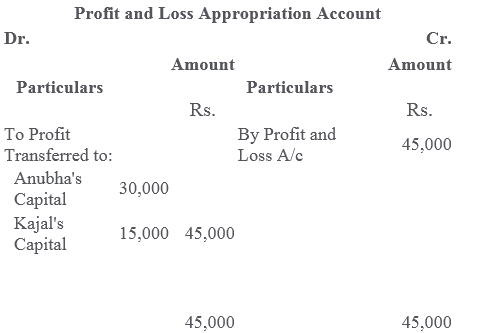 Profit and Loss Appropriation Account
Dr. Cr.
Amount Amount
Particulars Particulars
Rs. Rs.
To Profit By Profit and
Transferred to: Loss A/c 45,000
Anubha's
Capital 30,000
Kajal's
Capital 15,000 45,000
45,000 45,000